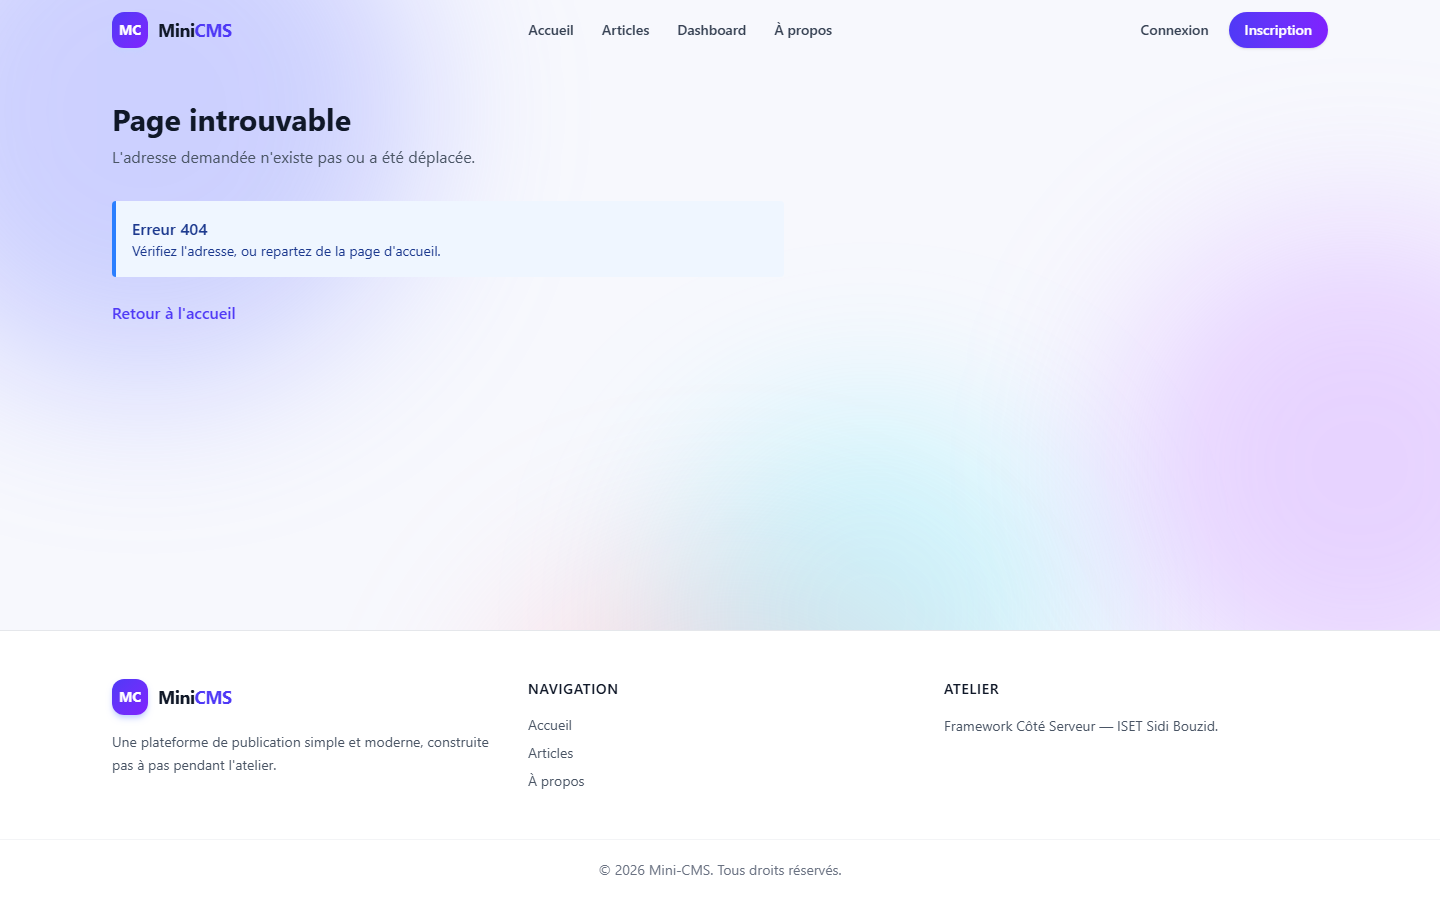 MC MiniCMS Accueil Articles Dashboard À propos Connexion Inscription
Page introuvable
L'adresse demandée n'existe pas ou a été déplacée.
Erreur 404
Vérifiez l'adresse, ou repartez de la page d'accueil.
Retour à l'accueil
MC MiniCMS
Une plateforme de publication simple et moderne, construite
pas à pas pendant l'atelier.
NAVIGATION
Accueil
Articles
À propos
ATELIER
Framework Côté Serveur — ISET Sidi Bouzid.
© 2026 Mini-CMS. Tous droits réservés.